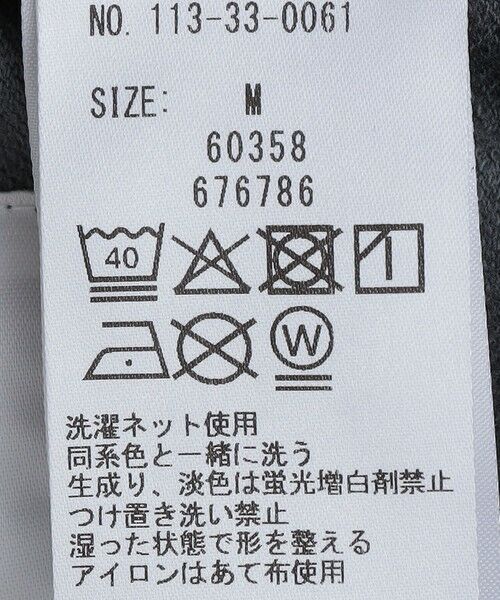 NO. 113-33-0061
SIZE: M
60358
676786
40
W
洗濯ネット使用
同系色と一緒に洗う
生成り、淡色は蛍光増白剤禁止
つけ置き洗い禁止
湿った状態で形を整える
アイロンはあて布使用